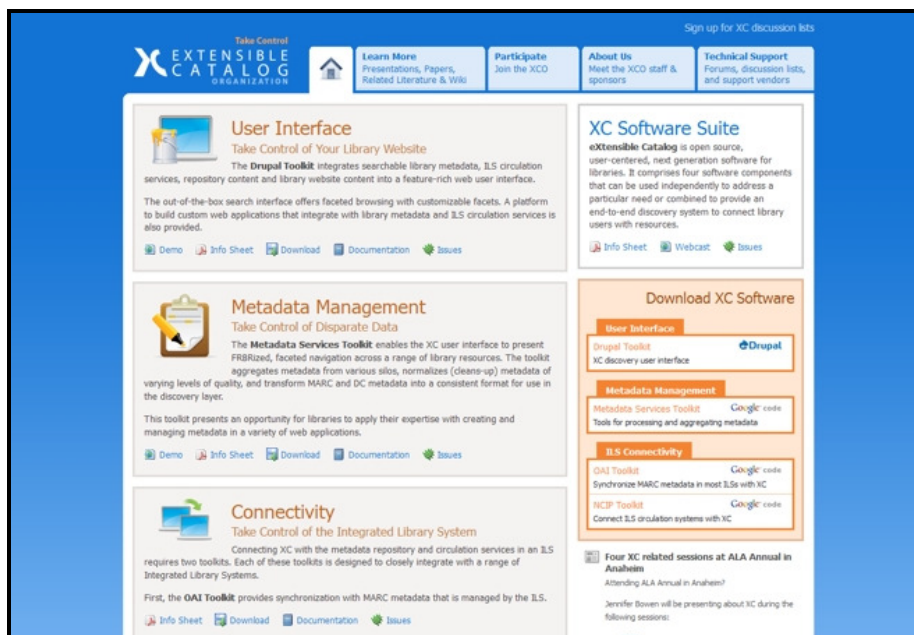 Sign up for XC discussion lists
Take Control
EXTENSIBLE
CATALOG
ORGANIZATION
Learn More
Presentations, Papers,
Related Literature & Wiki
Participate
Join the XCO
About Us
Meet the XCO staff &
sponsors
Technical Support
Forums, discussion lists,
and support vendors
User Interface
Take Control of Your Library Website
The Drupal Toolkit integrates searchable library metadata, ILS circulation
services, repository content and library website content into a feature-rich web user interface.
The out-of-the-box search interface offers faceted browsing with customizable facets. A platform
to build custom web applications that integrate with library metadata and ILS circulation services is
also provided.
Demo Info Sheet Download Documentation Issues
Metadata Management
Take Control of Disparate Data
The Metadata Services Toolkit enables the XC user interface to present
FRBRized, faceted navigation across a range of library resources. The toolkit
aggregates metadata from various silos, normalizes (cleans-up) metadata of
varying levels of quality, and transform MARC and DC metadata into a consistent format for use in
the discovery layer.
This toolkit presents an opportunity for libraries to apply their expertise with creating and
managing metadata in a variety of web applications.
Demo Info Sheet Download Documentation Issues
Connectivity
Take Control of the Integrated Library System
Connecting XC with the metadata repository and circulation services in an ILS
requires two toolkits. Each of these toolkits is designed to closely integrate with a range of
Integrated Library Systems.
First, the OAI Toolkit provides synchronization with MARC metadata that is managed by the ILS.
Info Sheet Download Documentation Issues
XC Software Suite
eXtensible Catalog is open source,
user-centered, next generation software for
libraries. It comprises four software components
that can be used independently to address a
particular need or combined to provide an
end-to-end discovery system to connect library
users with resources.
Info Sheet Webcast Issues
Download XC Software
User Interface
Drupal Toolkit Drupal
XC discovery user interface
Metadata Management
Metadata Services Toolkit Google code
Tools for processing and aggregating metadata
ILS Connectivity
OAI Toolkit Google code
Synchronize MARC metadata in most ILSs with XC
NCIP Toolkit Google code
Connect ILS circulation systems with XC
Four XC related sessions at ALA Annual in
Anaheim
Attending ALA Annual in Anaheim?
Jennifer Bowen will be presenting about XC during the
following sessions: